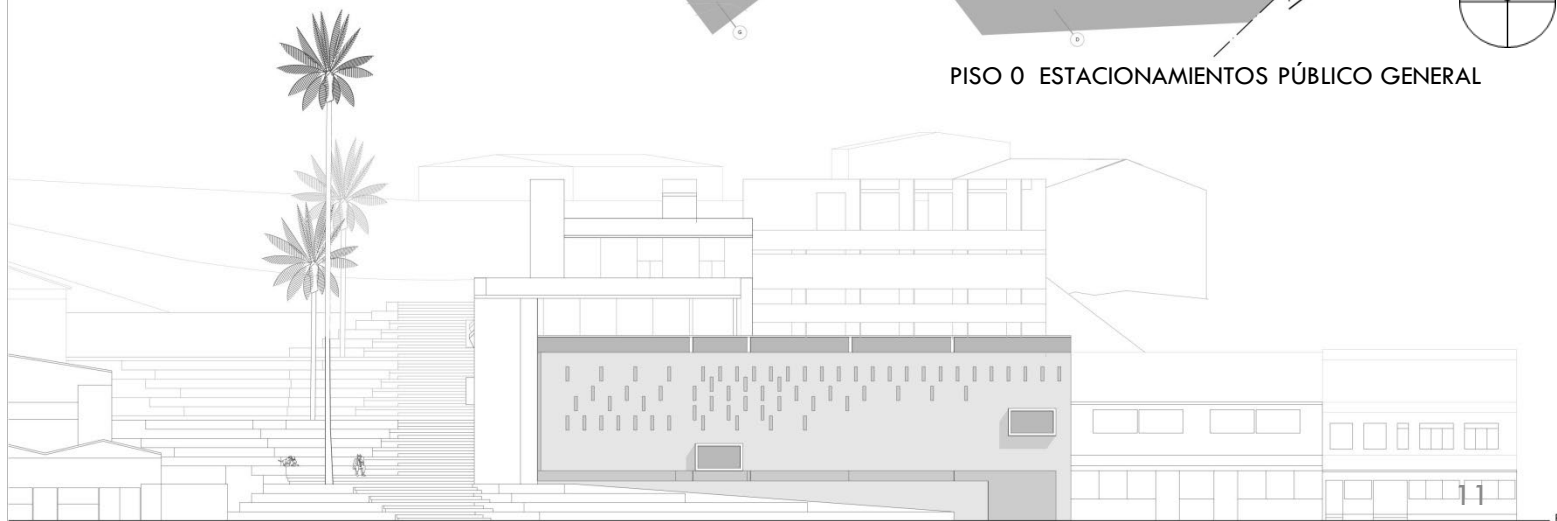 G
D
PISO 0 ESTACIONAMIENTOS PÚBLICO GENERAL
11